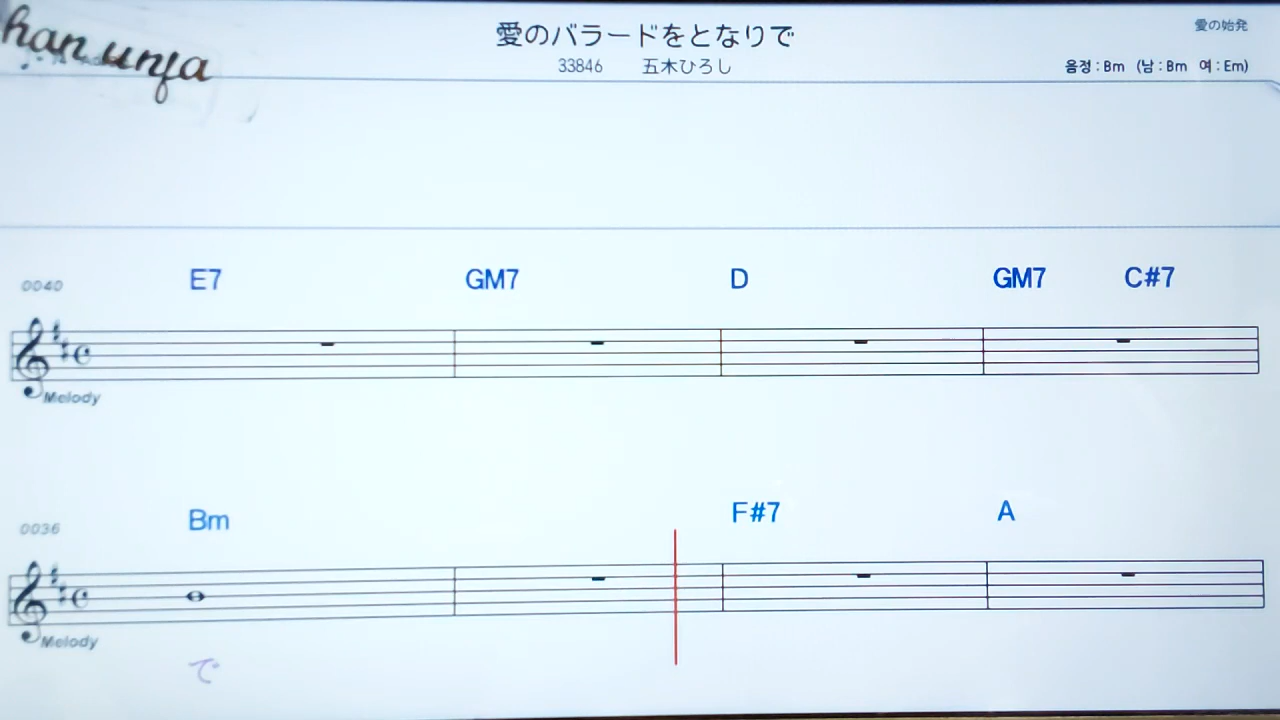 han unja
愛のバラードをとなりで
愛の始発
33846 五木ひろし
음정 : Bm (남 : Bm 여 : Em)
0040 E7 GM7 D GM7 C#7
Melody
0036 Bm F#7 A
Melody
で